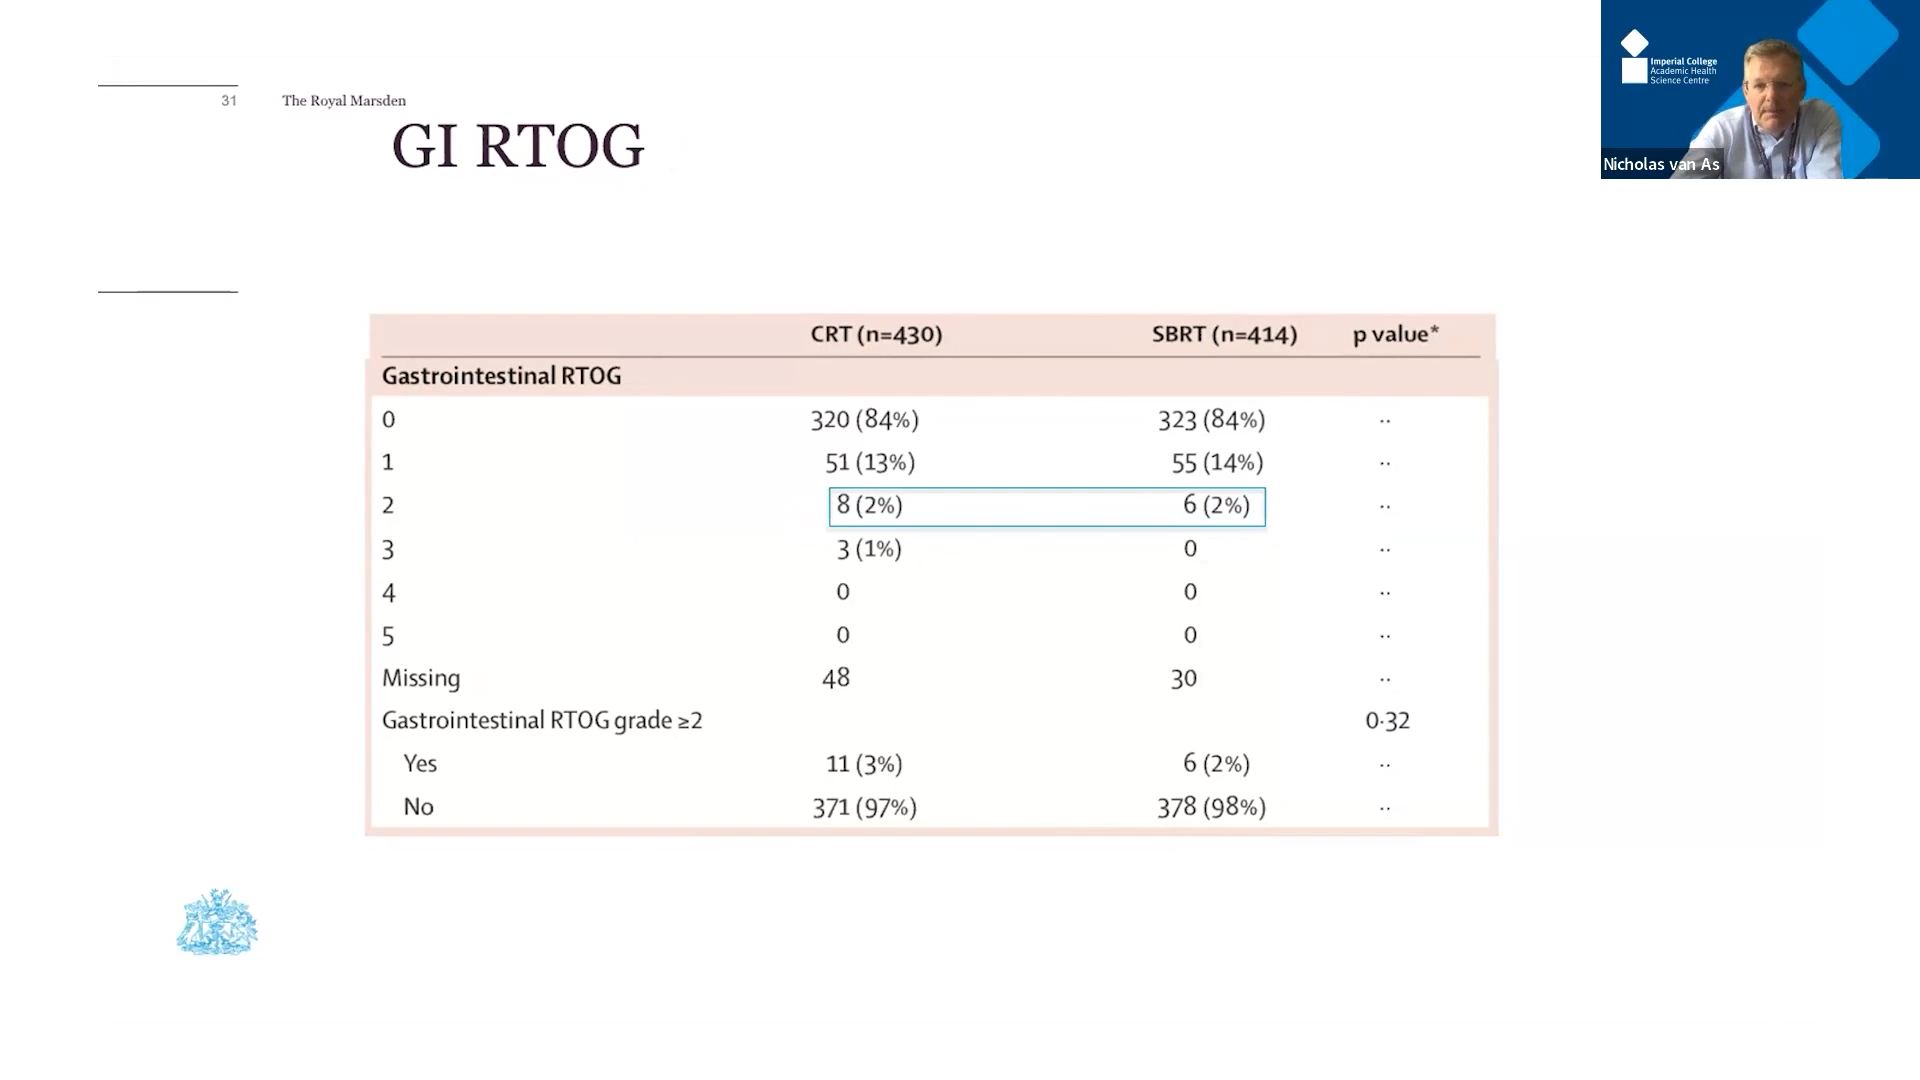 31 The Royal Marsden
GI RTOG
Imperial College
Academic Health
Science Centre
Nicholas van As
CRT (n=430) SBRT (n=414) p value*
Gastrointestinal RTOG
0 320 (84%) 323 (84%) ··
1 51 (13%) 55 (14%) ··
2 8 (2%) 6 (2%) ··
3 3 (1%) 0 ··
4 0 0 ··
5 0 0 ··
Missing 48 30 ··
Gastrointestinal RTOG grade ≥2 0·32
Yes 11 (3%) 6 (2%) ··
No 371 (97%) 378 (98%) ··